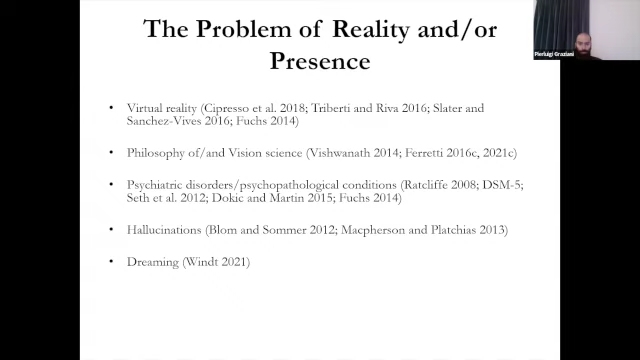 The Problem of Reality and/or
Presence
Pierluigi Graziani
• Virtual reality (Cipresso et al. 2018; Triberti and Riva 2016; Slater and
Sanchez-Vives 2016; Fuchs 2014)
• Philosophy of/and Vision science (Vishwanath 2014; Ferretti 2016c, 2021c)
• Psychiatric disorders/psychopathological conditions (Ratcliffe 2008; DSM-5;
Seth et al. 2012; Dokic and Martin 2015; Fuchs 2014)
• Hallucinations (Blom and Sommer 2012; Macpherson and Platchias 2013)
• Dreaming (Windt 2021)